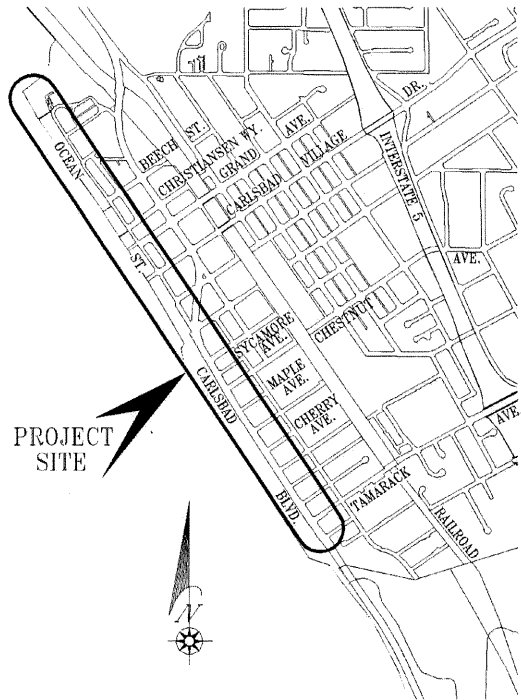 DR.
AVE.
BEECH ST.
CHRISTIANSEN WY.
GRAND
CARLSBAD VILLAGE
INTERSTATE 5
OCEAN
ST.
AVE.
CHESTNUT
SYCAMORE
AVE.
MAPLE
AVE.
CARLSBAD
CHERRY
AVE.
AVE.
PROJECT
SITE
TAMARACK
BLVD.
RAILROAD
N